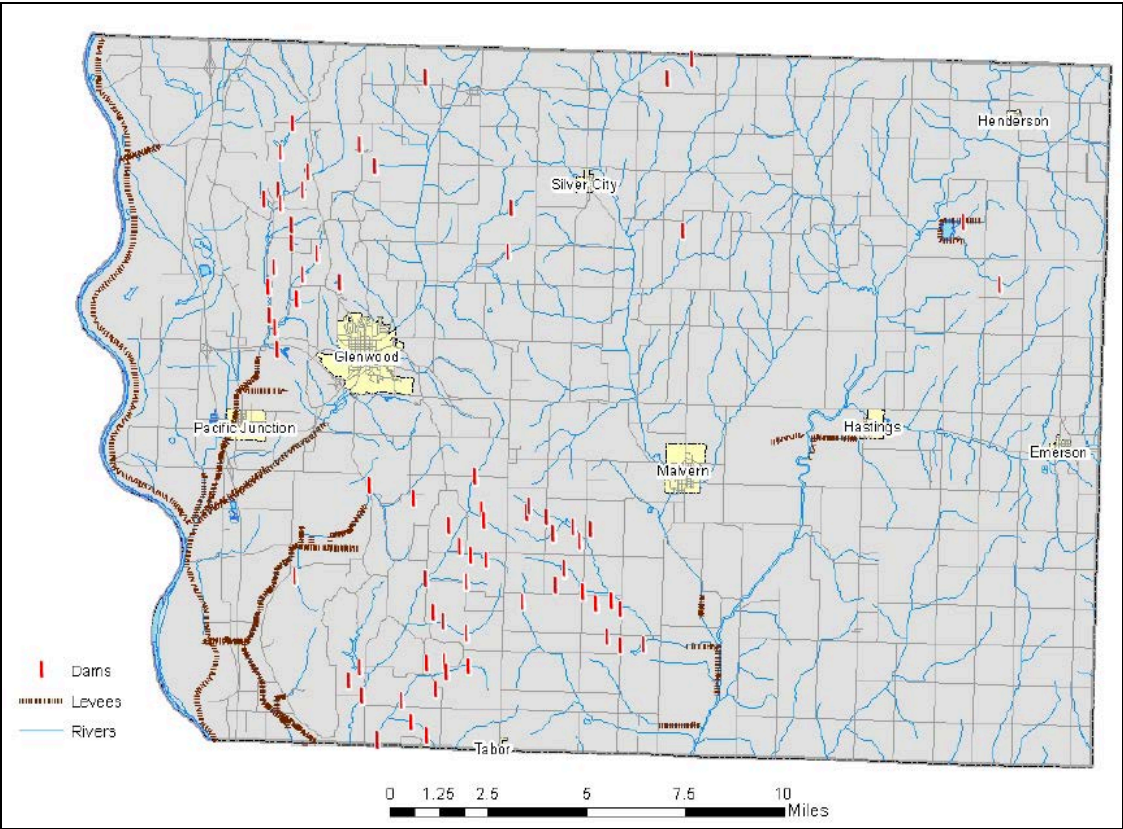 Henderson
Silver City
Glenwood
Pacific Junction
Hastings
Emerson
Malvern
Dams
Levees
Rivers
Tabor
0 1.25 2.5 5 7.5 10
Miles